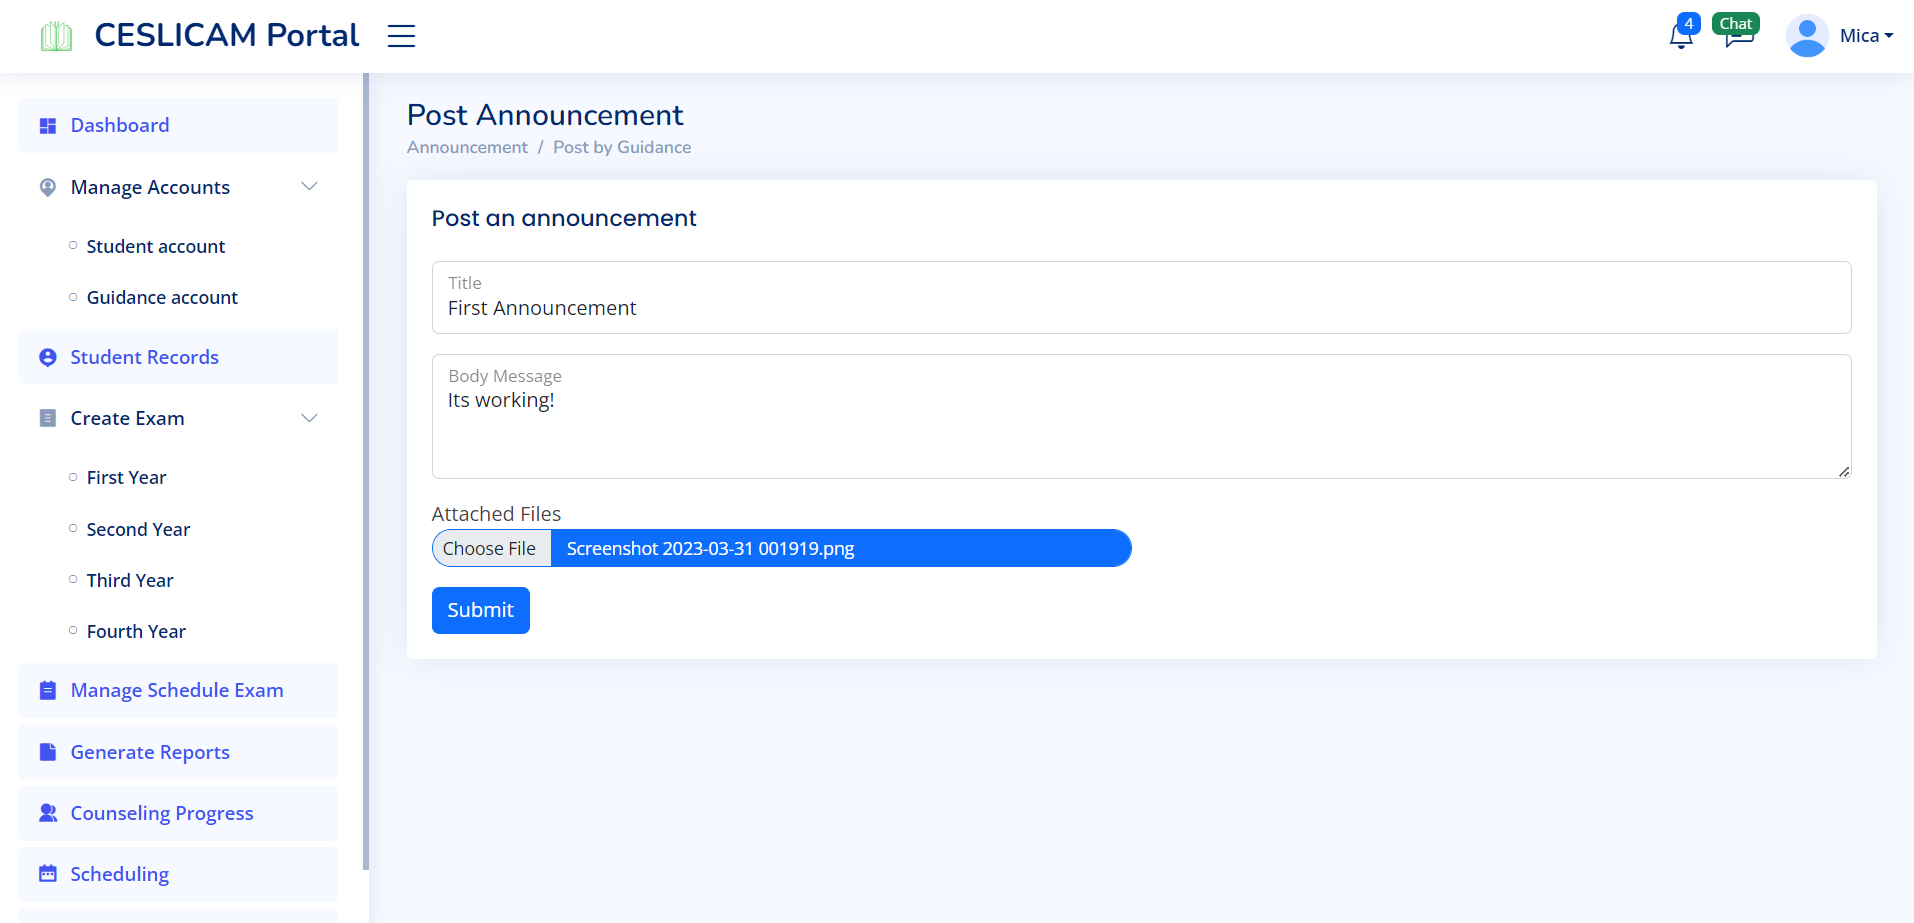 CESLICAM Portal
4
Chat
Mica
Dashboard
Manage Accounts
Student account
Guidance account
Student Records
Create Exam
First Year
Second Year
Third Year
Fourth Year
Manage Schedule Exam
Generate Reports
Counseling Progress
Scheduling
Post Announcement
Announcement / Post by Guidance
Post an announcement
Title
First Announcement
Body Message
Its working!
Attached Files
Choose File Screenshot 2023-03-31 001919.png
Submit